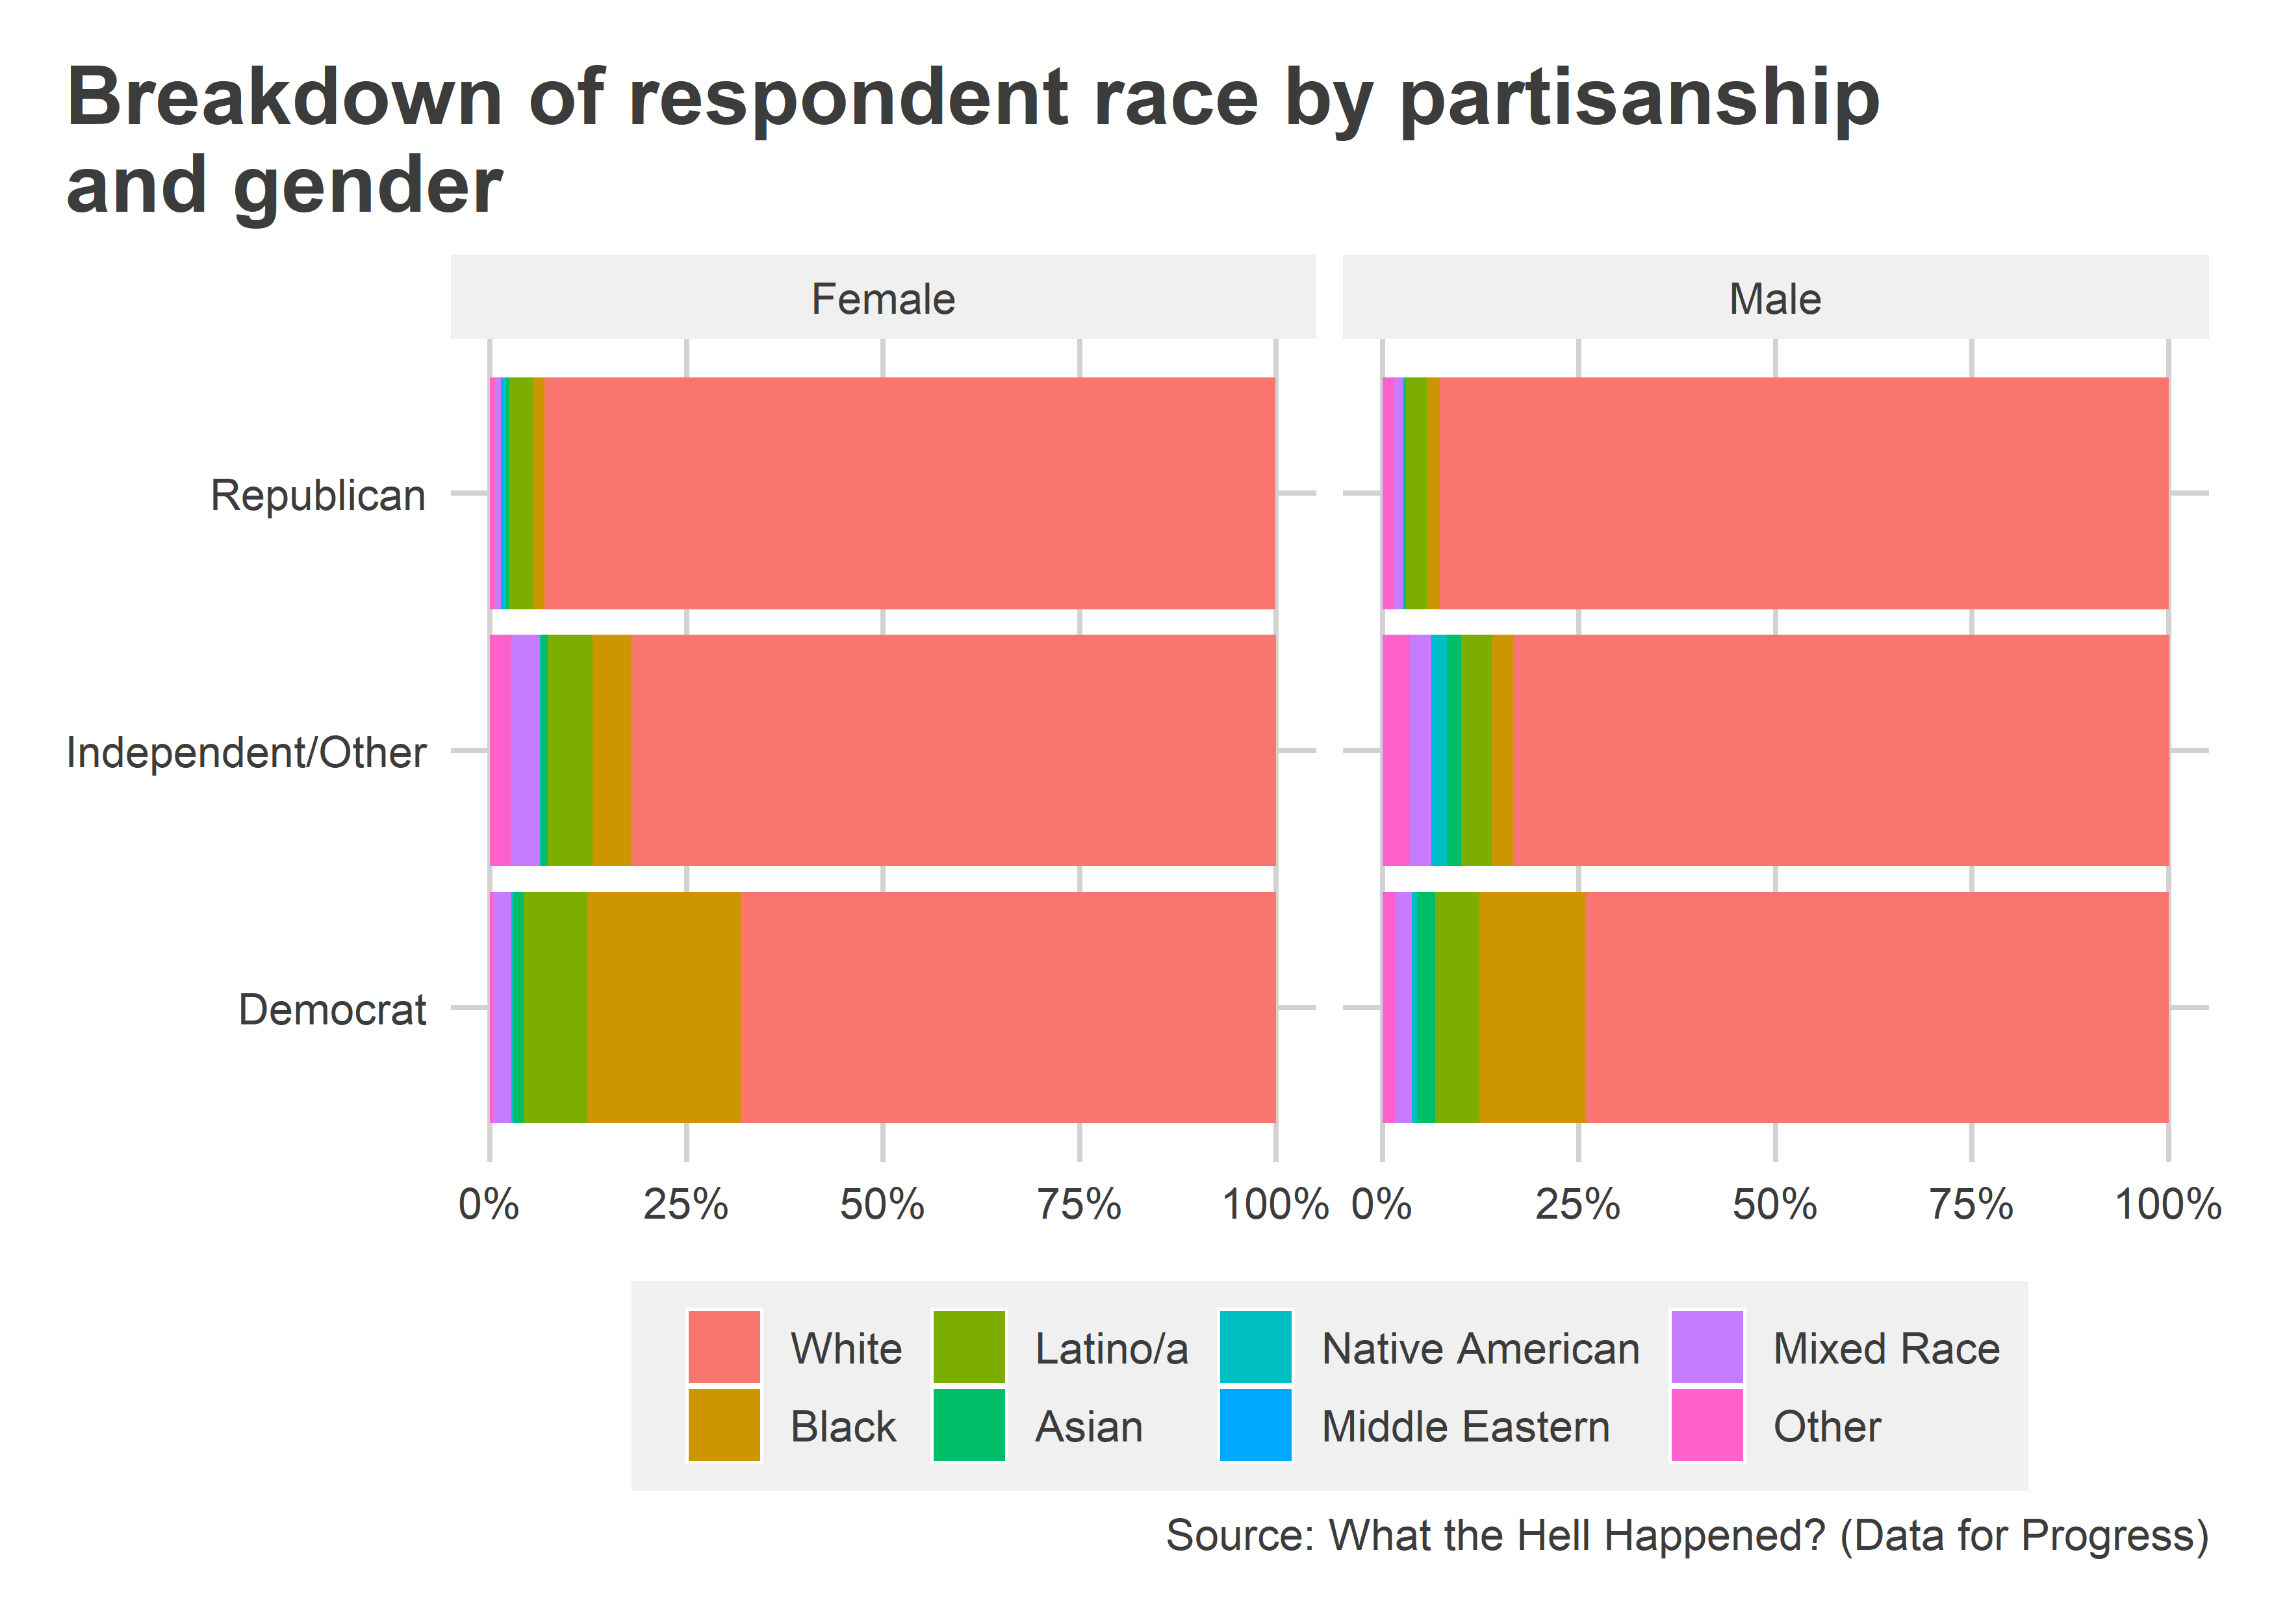 Breakdown of respondent race by partisanship
and gender
Female
Male
Republican
Independent/Other
Democrat
0% 25% 50% 75% 100% 0% 25% 50% 75% 100%
White Latino/a Native American Mixed Race
Black Asian Middle Eastern Other
Source: What the Hell Happened? (Data for Progress)